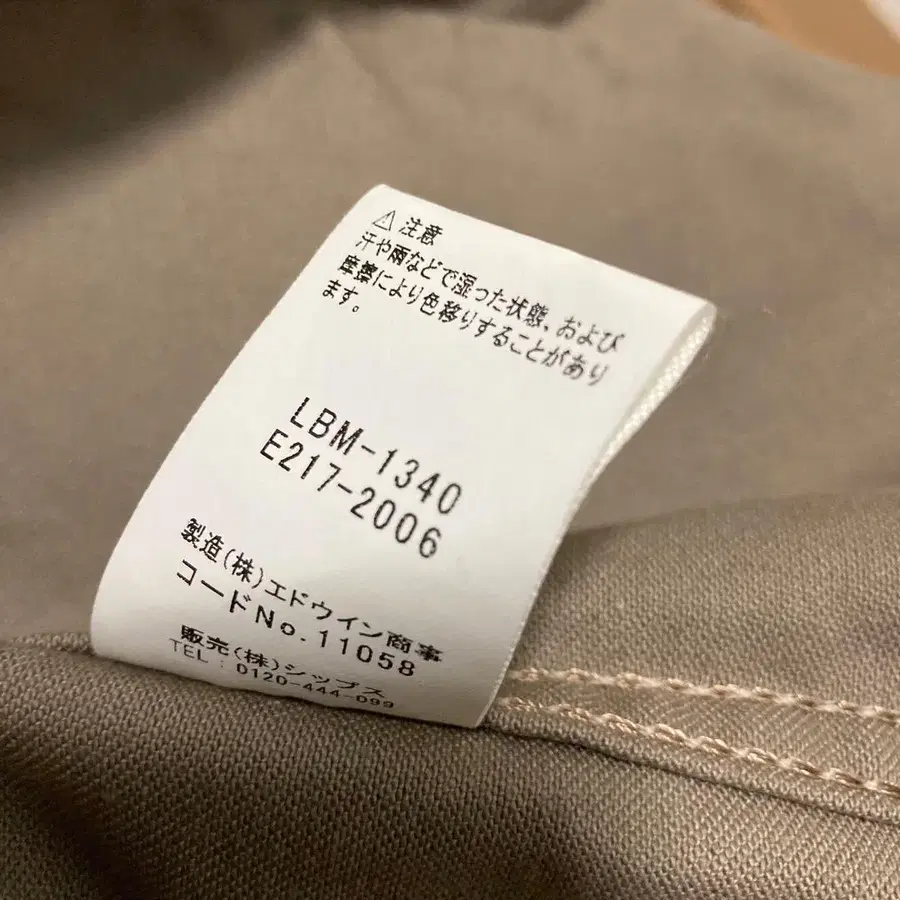 ⚠ 注意
汗や雨などで湿った状態、および
摩擦により色移りすることがあり
ます。
LBM-1340
E217-2006
製造(株)エドウイン商事
コードNo.11058
販売(株)シップス
TEL:0120-444-099